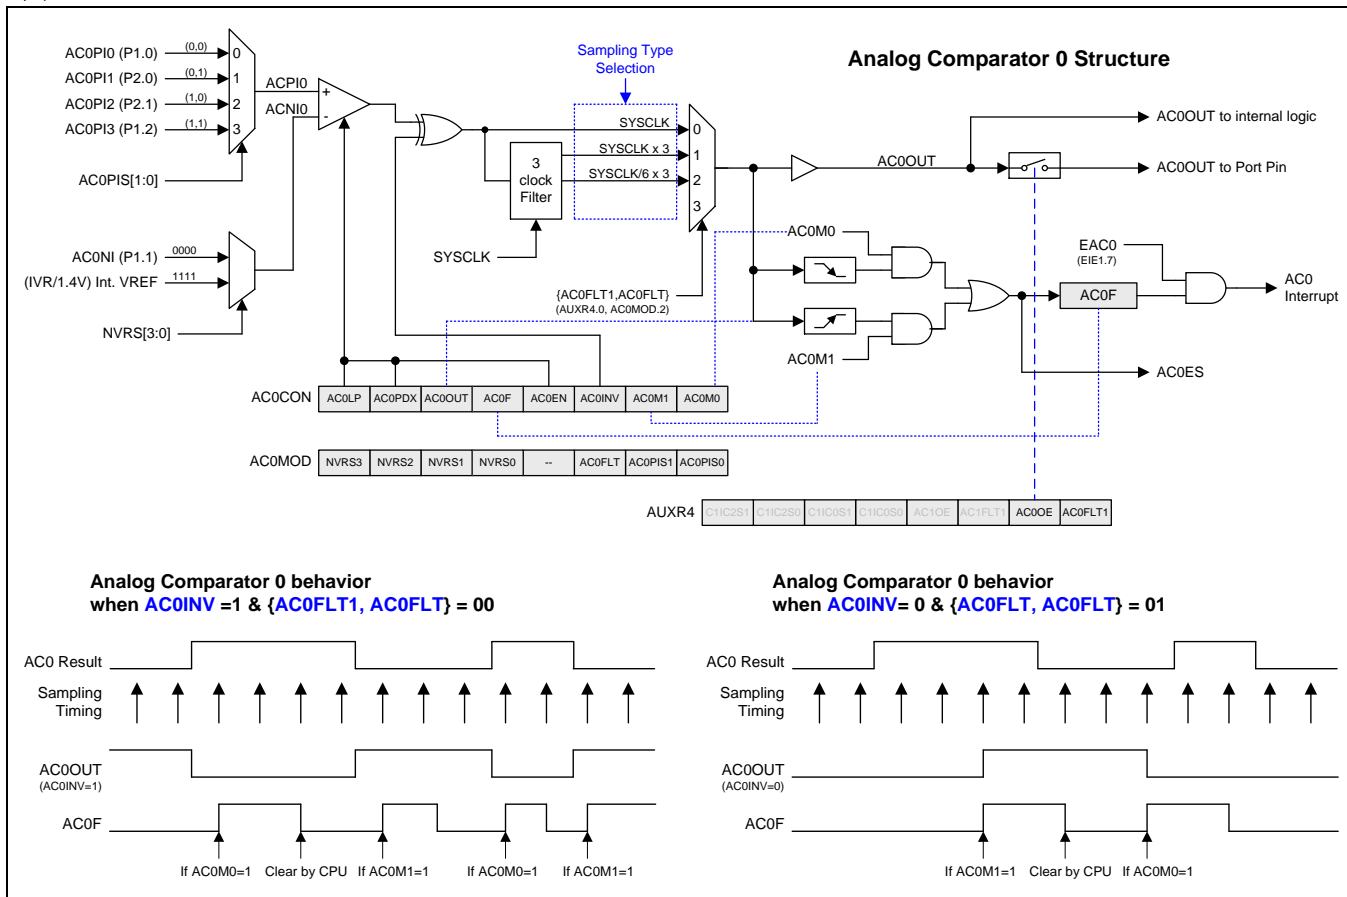 Analog Comparator 0 Structure
AC0PI0 (P1.0)
(0,0)
0
AC0PI1 (P2.0)
(0,1)
1
AC0PI2 (P2.1)
(1,0)
2
AC0PI3 (P1.2)
(1,1)
3
AC0PIS[1:0]
ACPI0
ACNI0
+
-
AC0NI (P1.1)
0000
(IVR/1.4V) Int. VREF
1111
NVRS[3:0]
Sampling Type
Selection
SYSCLK
SYSCLK x 3
SYSCLK/6 x 3
3
clock
Filter
SYSCLK
0
1
2
3
{AC0FLT1,AC0FLT}
(AUXR4.0, AC0MOD.2)
AC0OUT
AC0OUT to internal logic
AC0OUT to Port Pin
AC0M0
AC0M1
EAC0
(EIE1.7)
AC0F
AC0
Interrupt
AC0ES
AC0CON AC0LP AC0PDX AC0OUT AC0F AC0EN AC0INV AC0M1 AC0M0
AC0MOD NVRS3 NVRS2 NVRS1 NVRS0 -- AC0FLT AC0PIS1 AC0PIS0
AUXR4 C1IC2S1 C1IC2S0 C1IC0S1 C1IC0S0 AC1OE AC1FLT1 AC0OE AC0FLT1
Analog Comparator 0 behavior
when AC0INV =1 & {AC0FLT1, AC0FLT} = 00
AC0 Result
Sampling
Timing
AC0OUT
(AC0INV=1)
AC0F
If AC0M0=1 Clear by CPU If AC0M1=1 If AC0M0=1 If AC0M1=1
Analog Comparator 0 behavior
when AC0INV= 0 & {AC0FLT, AC0FLT} = 01
AC0 Result
Sampling
Timing
AC0OUT
(AC0INV=0)
AC0F
If AC0M1=1 Clear by CPU If AC0M0=1